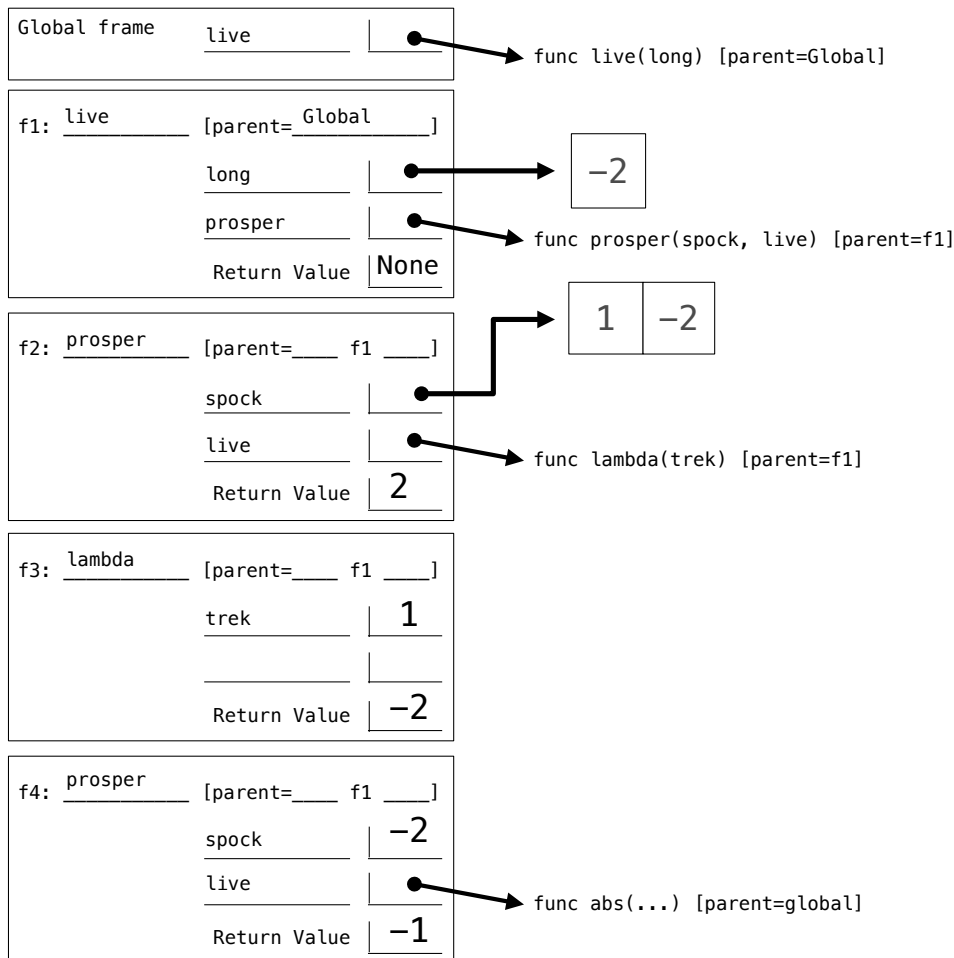 Global frame live func live(long) [parent=Global]
f1: live [parent=Global]
long −2
prosper func prosper(spock, live) [parent=f1]
Return Value None
1 −2
f2: prosper [parent=____ f1 ____]
spock
live func lambda(trek) [parent=f1]
Return Value 2
f3: lambda [parent=____ f1 ____]
trek 1
Return Value −2
f4: prosper [parent=____ f1 ____]
spock −2
live func abs(...) [parent=global]
Return Value −1